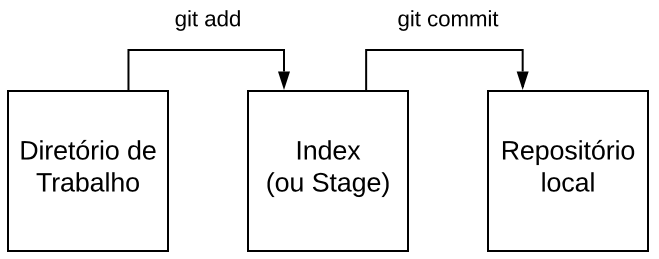 git add
git commit
Diretório de
Trabalho
Index
(ou Stage)
Repositório
local